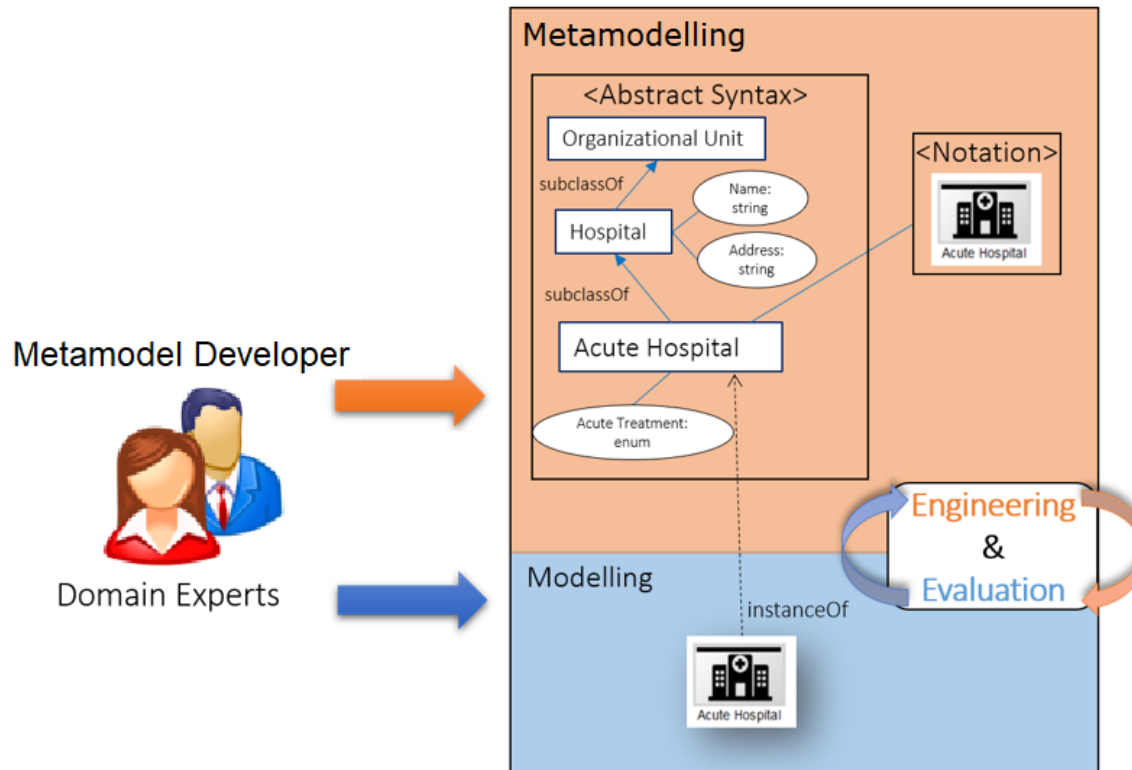 Metamodelling
<Abstract Syntax>
Organizational Unit
subclassOf
Name:
string
Hospital
Address:
string
subclassOf
Acute Hospital
Acute Treatment:
enum
<Notation>
Acute Hospital
Metamodel Developer
Domain Experts
Engineering
&
Evaluation
Modelling
instanceOf
Acute Hospital